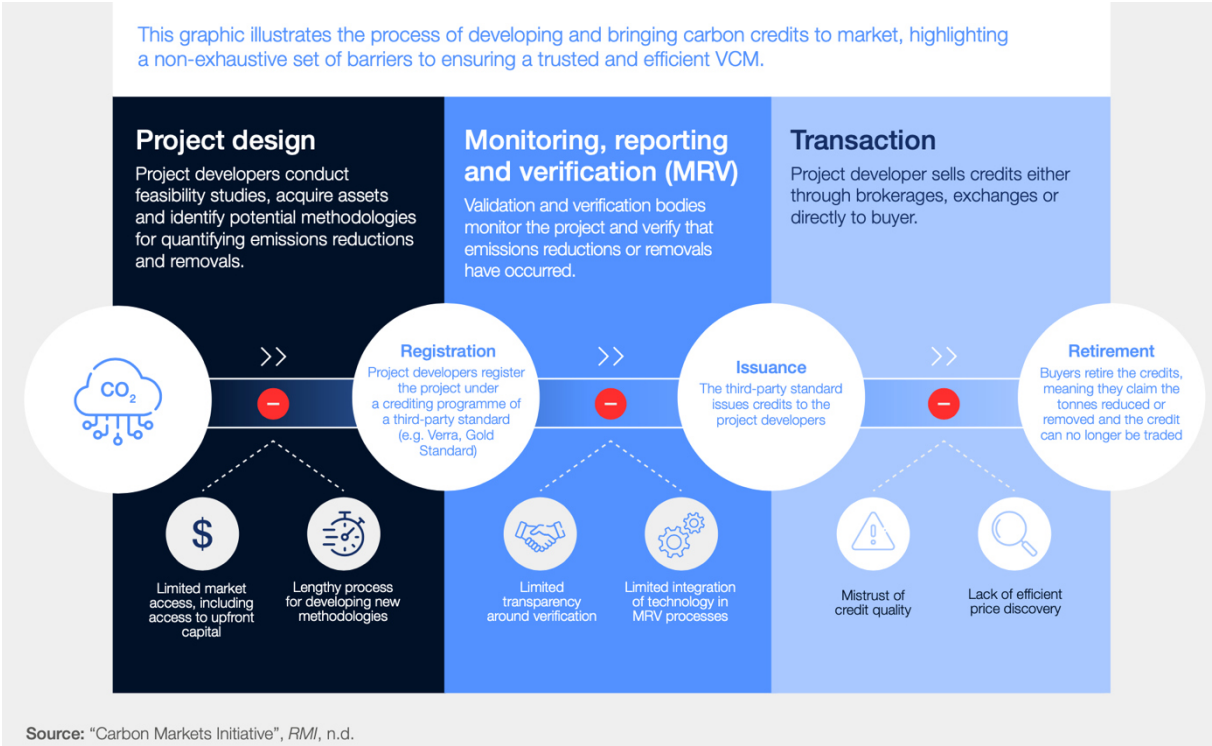 This graphic illustrates the process of developing and bringing carbon credits to market, highlighting
a non-exhaustive set of barriers to ensuring a trusted and efficient VCM.
Project design
Project developers conduct
feasibility studies, acquire assets
and identify potential methodologies
for quantifying emissions reductions
and removals.
Monitoring, reporting
and verification (MRV)
Validation and verification bodies
monitor the project and verify that
emissions reductions or removals
have occurred.
Transaction
Project developer sells credits either
through brokerages, exchanges or
directly to buyer.
CO2
Registration
Project developers register
the project under
a crediting programme of
a third-party standard
(e.g. Verra, Gold
Standard)
Issuance
The third-party standard
issues credits to the
project developers
Retirement
Buyers retire the credits,
meaning they claim the
tonnes reduced or
removed and the credit
can no longer be traded
$
Limited market
access, including
access to upfront
capital
Lengthy process
for developing new
methodologies
Limited
transparency
around verification
Limited integration
of technology in
MRV processes
Mistrust of
credit quality
Lack of efficient
price discovery
Source: “Carbon Markets Initiative”, RMI, n.d.